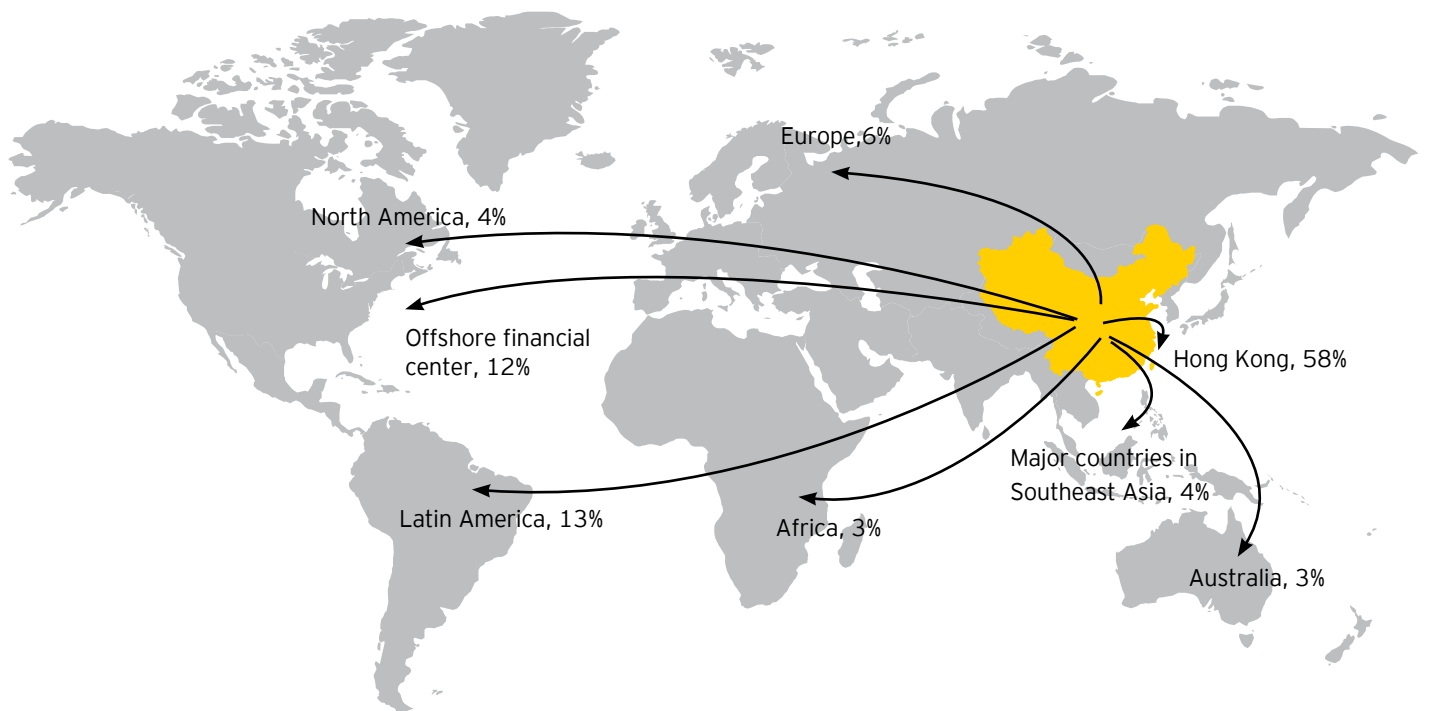 Europe,6%
North America, 4%
Offshore financial
center, 12%
Hong Kong, 58%
Major countries in
Southeast Asia, 4%
Latin America, 13%
Africa, 3%
Australia, 3%